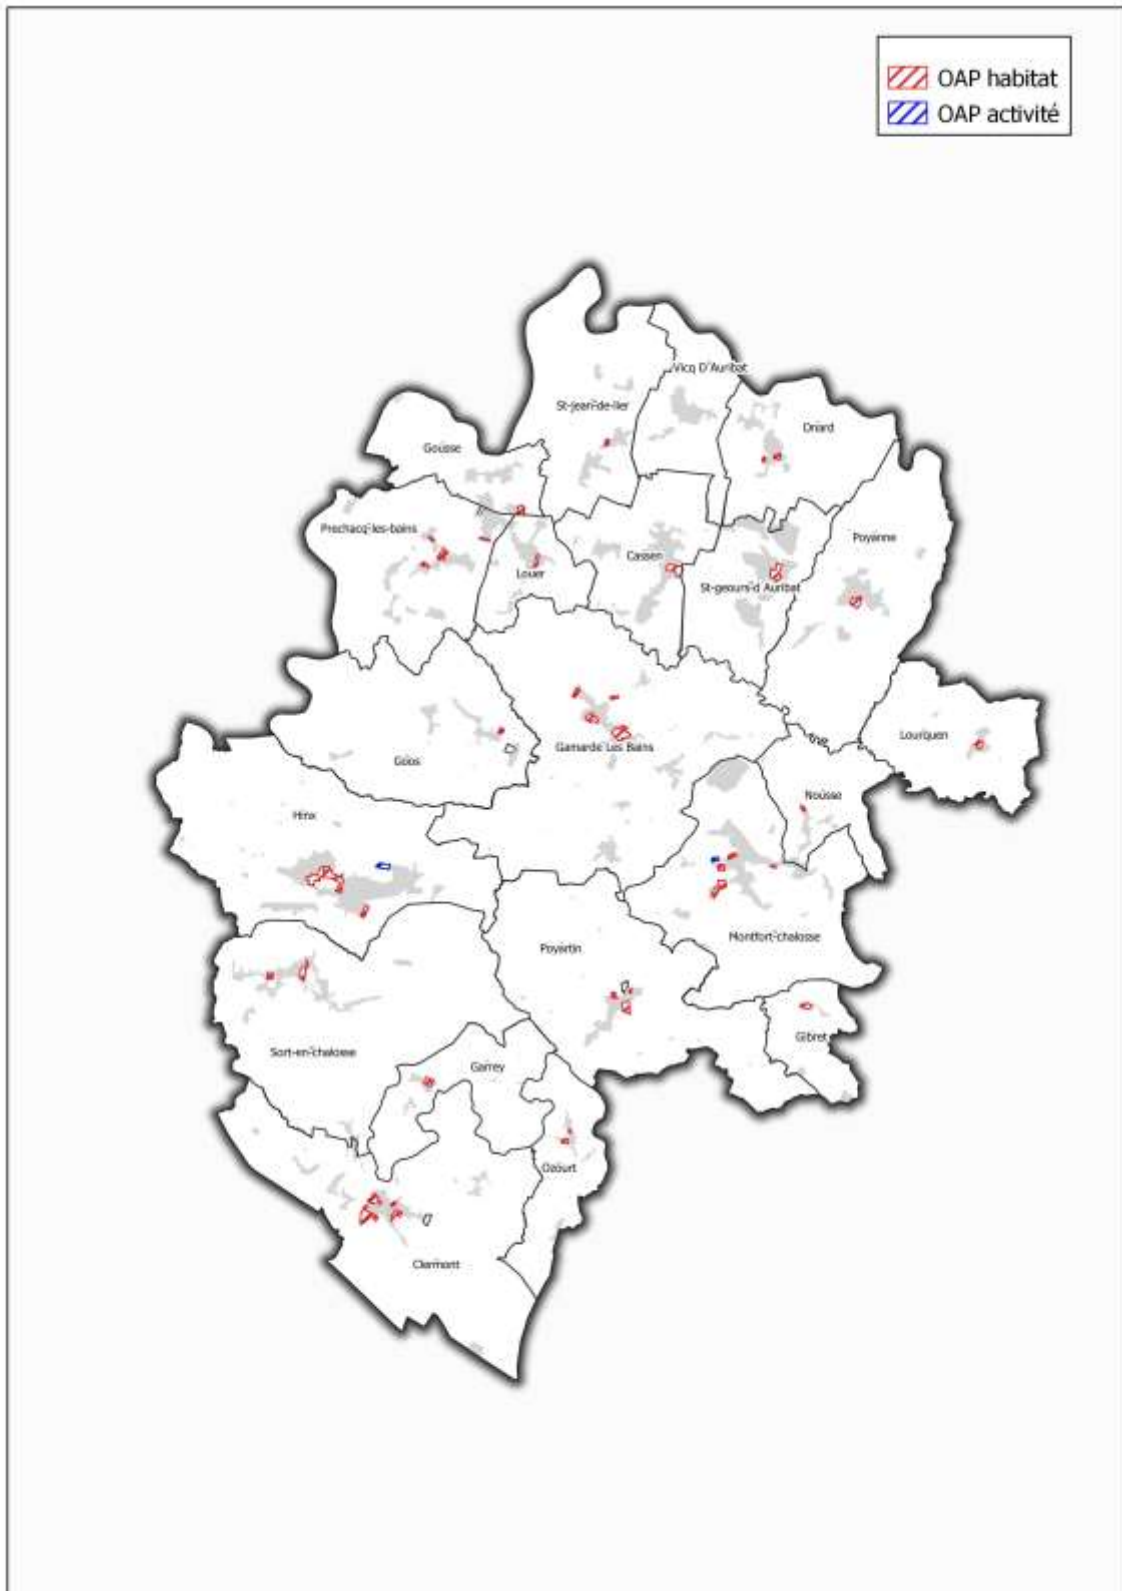 OAP habitat
OAP activité
Vicq D'Auribat
St-jean-de-lier
Onard
Gousse
Prechacq-les-bains
Poyanne
Cassen
Louer
St-geours-d Auribat
Lourquen
Gamarde Les Bains
Goos
Nousse
Hinx
Montfort-chalosse
Poyartin
Gibret
Sort-en-chalosse
Garrey
Ozourt
Clermont